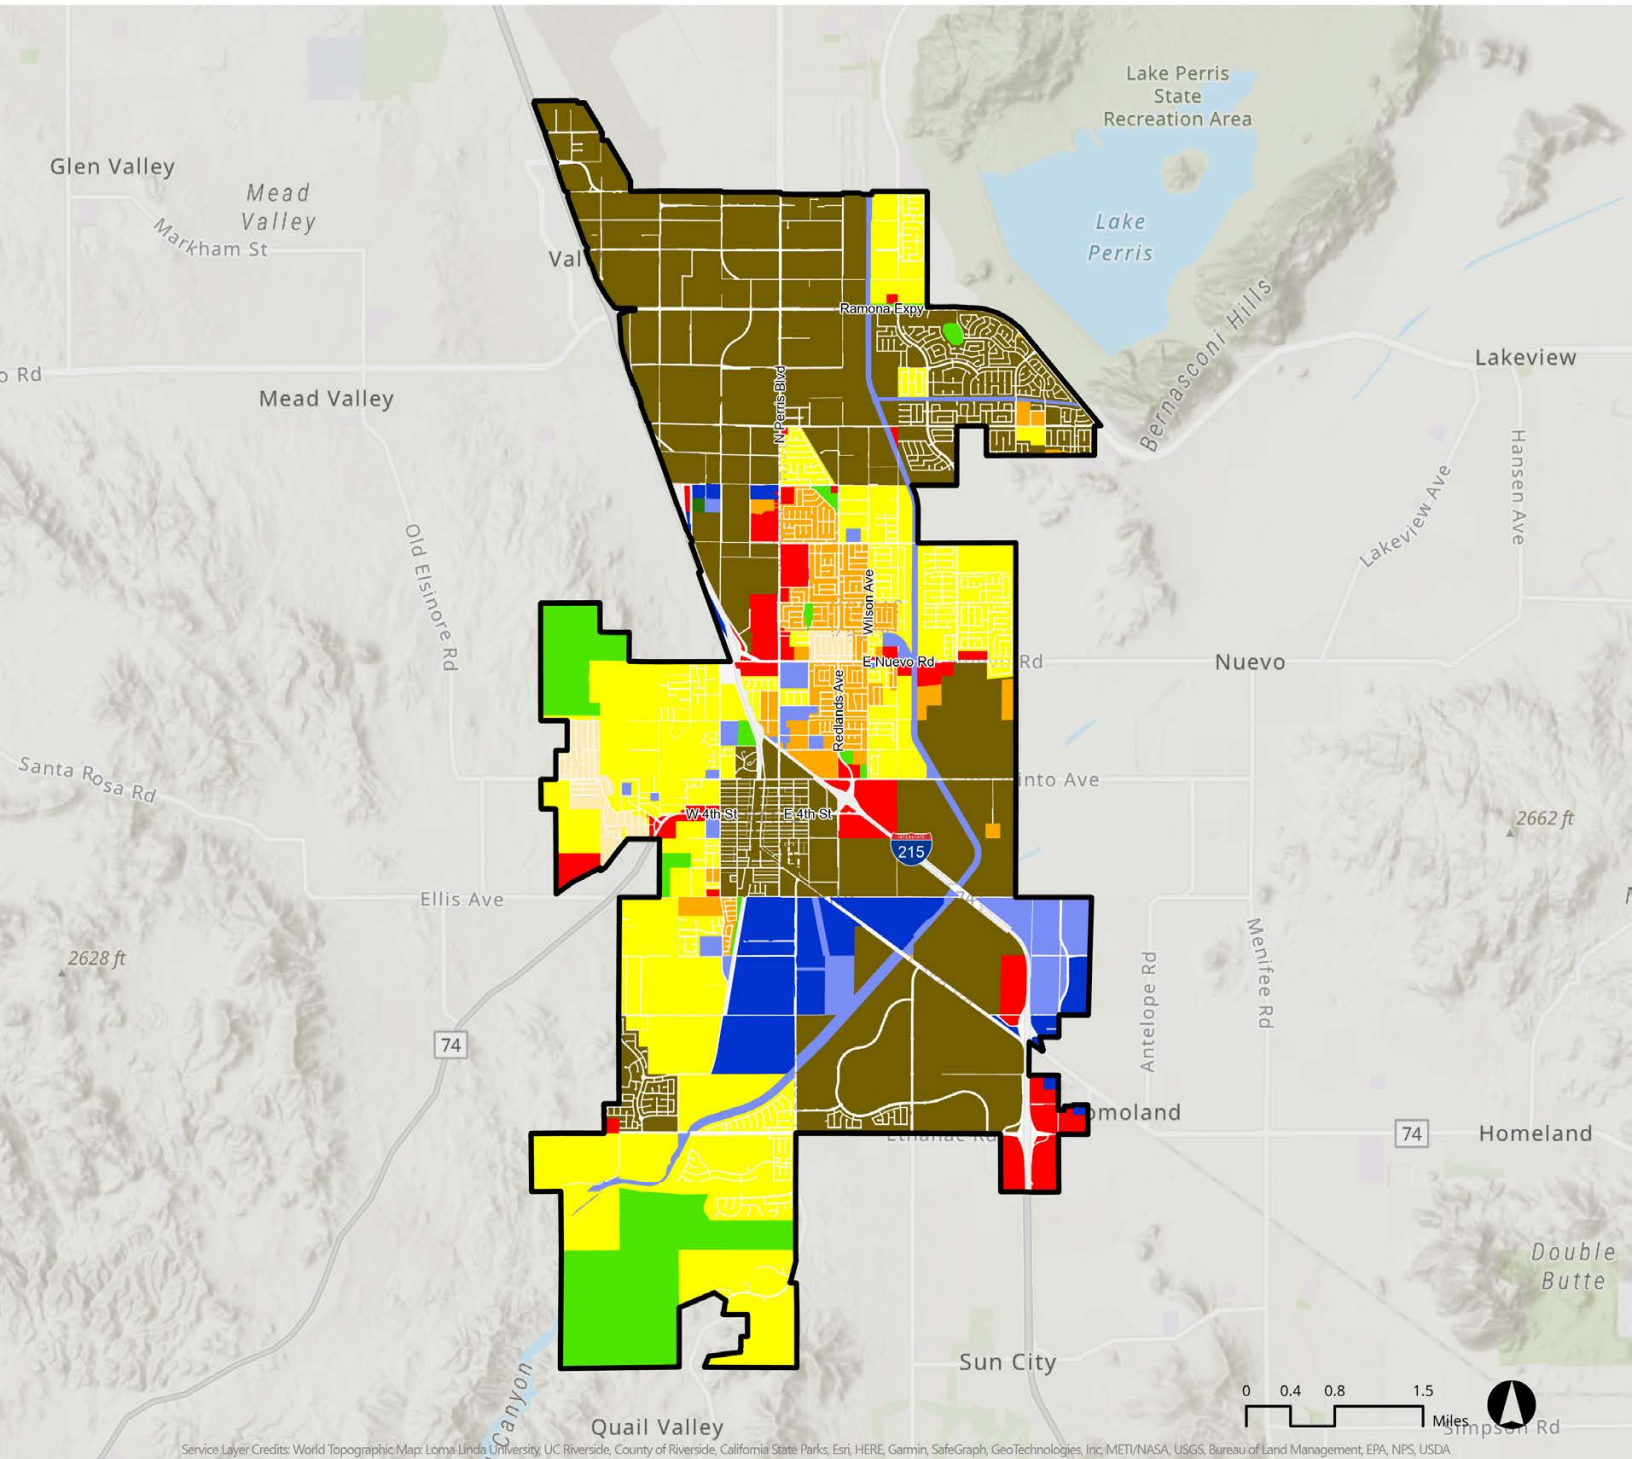 Lake Perris
State
Recreation Area
Glen Valley
Mead
Valley
Markham St
Val
Lake
Perris
Ramona Expy
Bernasconi Hills
Lakeview
o Rd
Mead Valley
N Perris Blvd
Hansen Ave
Lakeview Ave
Old Elsinore Rd
Wilson Ave
E Nuevo Rd
Rd
Nuevo
Redlands Ave
Santa Rosa Rd
into Ave
W 4th St
E 4th St
2662 ft
INTERSTATE
215
Ellis Ave
74
Menifee Rd
2628 ft
Antelope Rd
74
omoland
74
Homeland
Ethanac Rd
Double
Butte
Sun City
Canyon
0 0.4 0.8 1.5
Miles
Quail Valley
Simpson Rd
Service Layer Credits: World Topographic Map: Loma Linda University, UC Riverside, County of Riverside, California State Parks, Esri, HERE, Garmin, SafeGraph, GeoTechnologies, Inc, METI/NASA, USGS, Bureau of Land Management, EPA, NPS, USDA